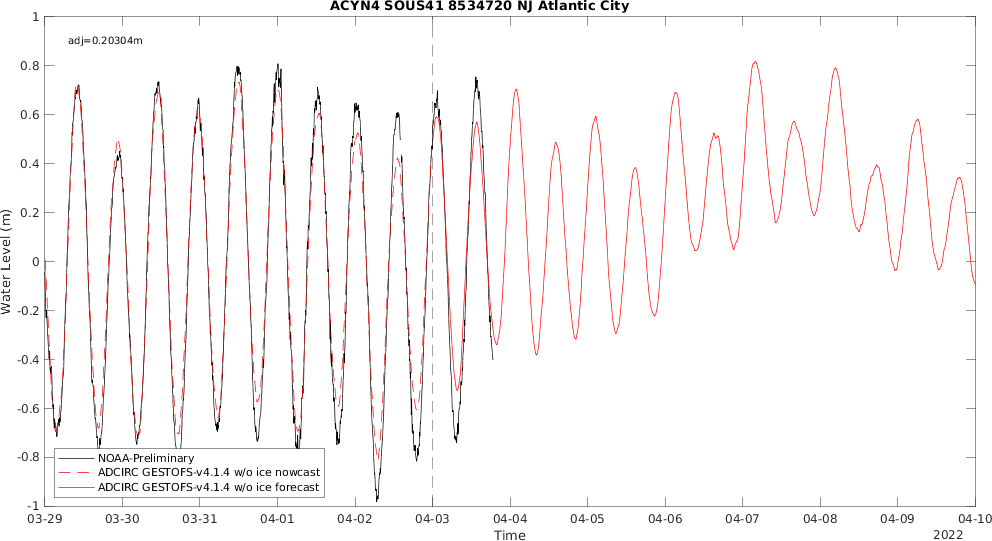 ACYN4 SOUS41 8534720 NJ Atlantic City
1
adj=0.20304m
0.8
0.6
0.4
0.2
0
-0.2
-0.4
-0.6
-0.8
-1
Water Level (m)
NOAA-Preliminary
ADCIRC GESTOFS-v4.1.4 w/o ice nowcast
ADCIRC GESTOFS-v4.1.4 w/o ice forecast
03-29 03-30 03-31 04-01 04-02 04-03 04-04 04-05 04-06 04-07 04-08 04-09 04-10
Time
2022